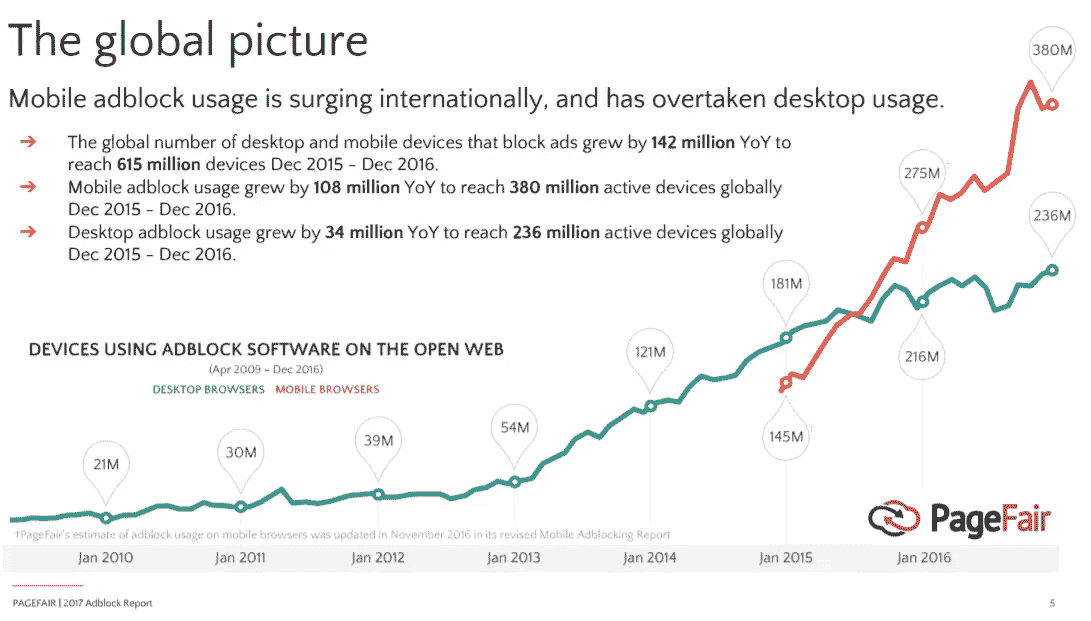 The global picture
Mobile adblock usage is surging internationally, and has overtaken desktop usage.
➔ The global number of desktop and mobile devices that block ads grew by 142 million YoY to
reach 615 million devices Dec 2015 – Dec 2016.
➔ Mobile adblock usage grew by 108 million YoY to reach 380 million active devices globally
Dec 2015 – Dec 2016.
➔ Desktop adblock usage grew by 34 million YoY to reach 236 million active devices globally
Dec 2015 – Dec 2016.
DEVICES USING ADBLOCK SOFTWARE ON THE OPEN WEB
(Apr 2009 – Dec 2016)
DESKTOP BROWSERS MOBILE BROWSERS
21M
30M
39M
54M
121M
181M
145M†
275M†
216M
380M
236M
PageFair
†PageFair's estimate of adblock usage on mobile browsers was updated in November 2016 in its revised Mobile Adblocking Report
Jan 2010 Jan 2011 Jan 2012 Jan 2013 Jan 2014 Jan 2015 Jan 2016
PAGEFAIR | 2017 Adblock Report
5